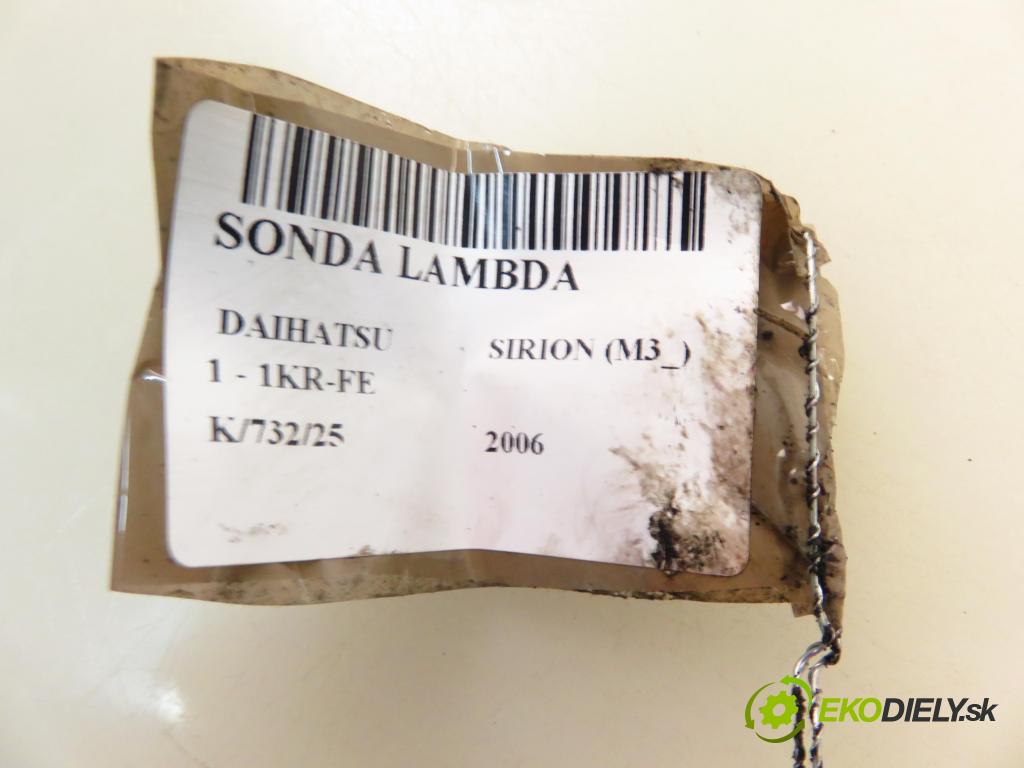 SONDA LAMBDA
DAIHATSU SIRION (M3_)
1 - 1KR-FE
K/732/25 2006
EKODIELY.sk